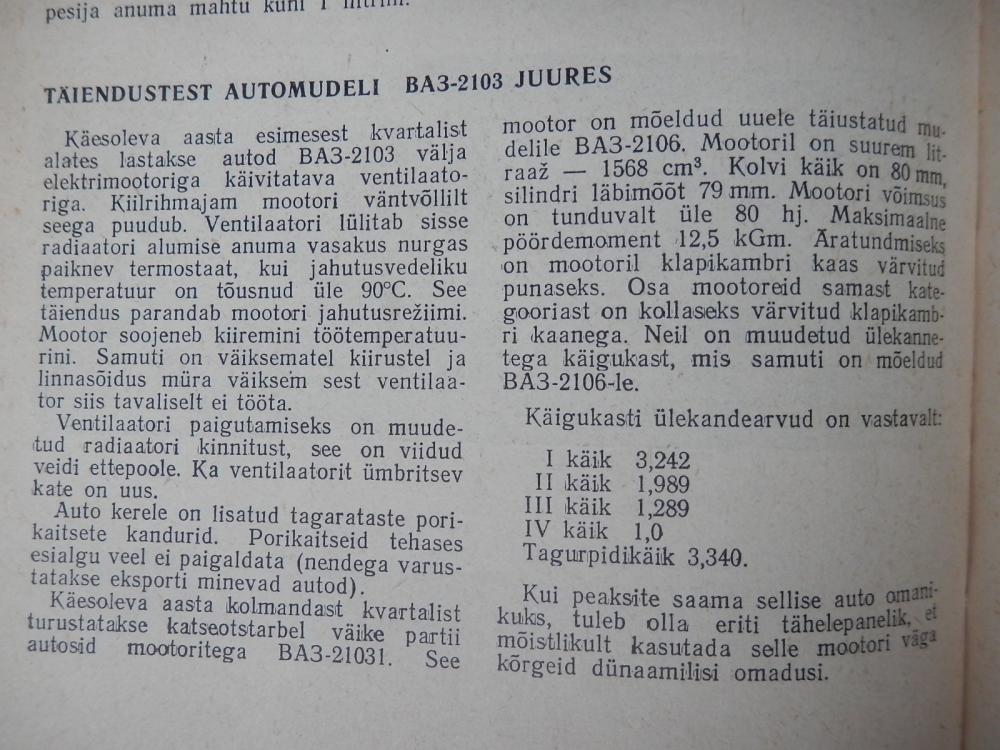 pesija anuma mahtu kuni 1 liitrini.
TÄIENDUSTEST AUTOMUDELI ВАЗ-2103 JUURES
Käesoleva aasta esimesest kvartalist
alates lastakse autod ВАЗ-2103 välja
elektrimootoriga käivitatava ventilaato-
riga. Kiilrihmajam mootori väntvõllilt
seega puudub. Ventilaatori lülitab sisse
radiaatori alumise anuma vasakus nurgas
paiknev termostaat, kui jahutusvedeliku
temperatuur on tõusnud üle 90°C. See
täiendus parandab mootori jahutusrežiimi.
Mootor soojeneb kiiremini töötemperatuu-
rini. Samuti on väiksematel kiirustel ja
linnasõidus müra väiksem sest ventilaa-
tor siis tavaliselt ei tööta.
Ventilaatori paigutamiseks on muude-
tud radiaatori kinnitust, see on viidud
veidi ettepoole. Ka ventilaatorit ümbritsev
kate on uus.
Auto kerele on lisatud tagarataste pori-
kaitsete kandurid. Porikaitseid tehases
esialgu veel ei paigaldata (nendega varus-
tatakse eksporti minevad autod).
Käesoleva aasta kolmandast kvartalist
turustatakse katseotstarbel väike partii
autosid mootoritega ВАЗ-21031. See
mootor on mõeldud uuele täiustatud mu-
delile ВАЗ-2106. Mootoril on suurem lit-
raaž — 1568 cm³. Kolvi käik on 80 mm,
silindri läbimõõt 79 mm. Mootori võimsus
on tunduvalt üle 80 hj. Maksimaalne
pöördemoment 12,5 kGm. Äratundmiseks
on mootoril klapikambri kaas värvitud
punaseks. Osa mootoreid samast kate-
gooriast on kollaseks värvitud klapikamb-
ri kaanega. Neil on muudetud ülekanne-
tega käigukast, mis samuti on mõeldud
ВАЗ-2106-le.
Käigukasti ülekandearvud on vastavalt:
I käik 3,242
II käik 1,989
III käik 1,289
IV käik 1,0
Tagurpidikäik 3,340.
Kui peaksite saama sellise auto omani-
kuks, tuleb olla eriti tähelepanelik, et
mõistlikult kasutada selle mootori väga
kõrgeid dünaamilisi omadusi.